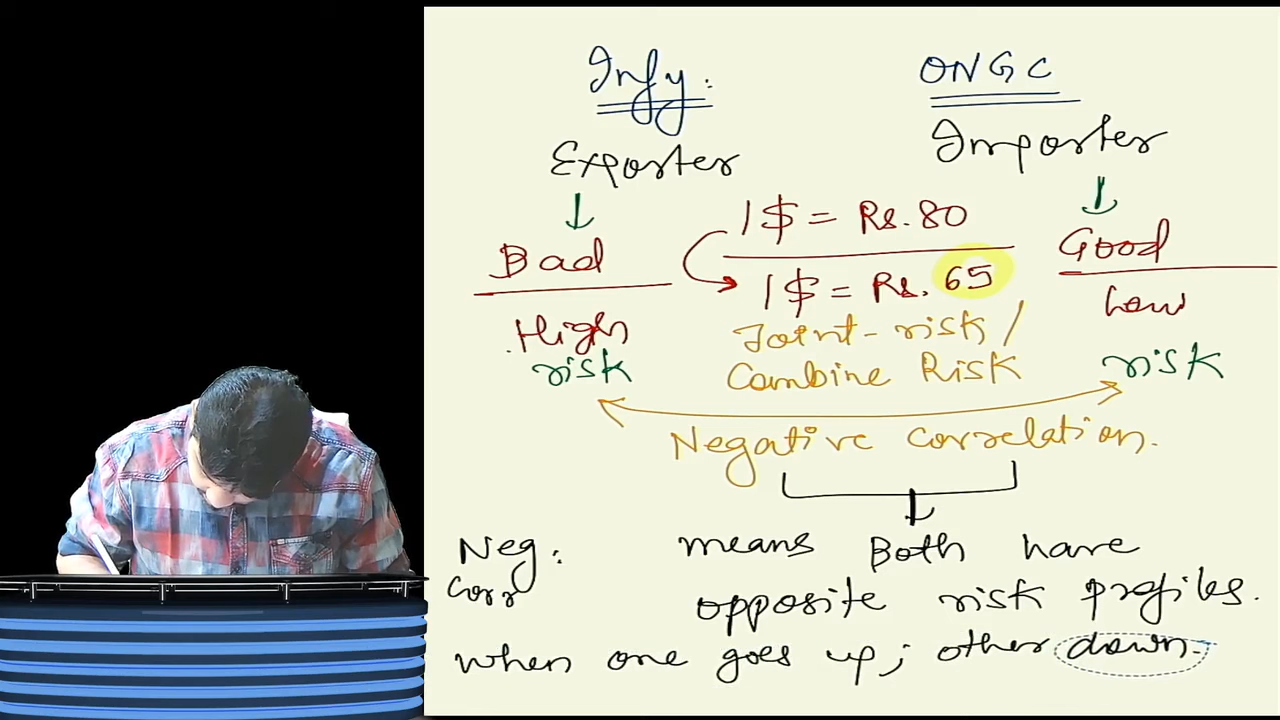 Infy:
ONGC
Exporter
Importer
↓
↓
1$ = Rs. 80
Bad
Good
1$ = Rs. 65
High
risk
Low
risk
Joint-risk /
Combine Risk
Negative correlation.
Neg:
Corr
means Both have
opposite risk profiles.
when one goes up; other down.